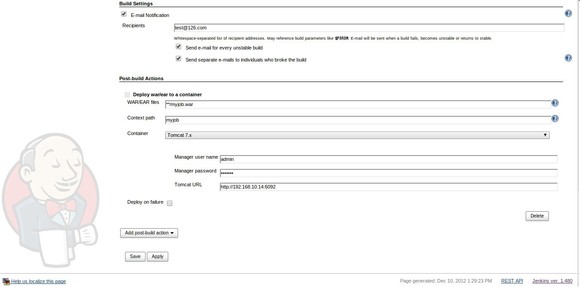 Build Settings
E-mail Notification
Recipients
test@126.com
Whitespace-separated list of recipient addresses. May reference build parameters like $PARAM. E-mail will be sent when a build fails, becomes unstable or returns to stable.
Send e-mail for every unstable build
Send separate e-mails to individuals who broke the build
Post-build Actions
Deploy war/ear to a container
WAR/EAR files
**/myjob.war
Context path
myjob
Container
Tomcat 7.x
Manager user name
admin
Manager password
•••••••
Tomcat URL
http://192.168.10.14:6092
Deploy on failure
Delete
Add post-build action
Save
Apply
Help us localize this page
Page generated: Dec 10, 2012 1:29:23 PM
REST API
Jenkins ver. 1.480